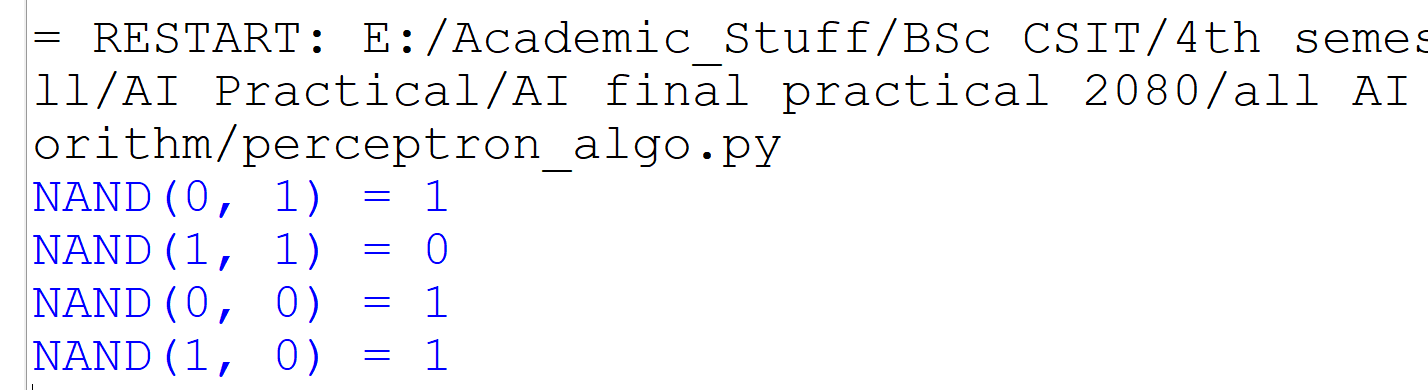 = RESTART: E:/Academic_Stuff/BSc CSIT/4th
ll/AI Practical/AI final practical 2080/all AI
orithm/perceptron_algo.py
NAND(0, 1) = 1
NAND(1, 1) = 0
NAND(0, 0) = 1
NAND(1, 0) = 1